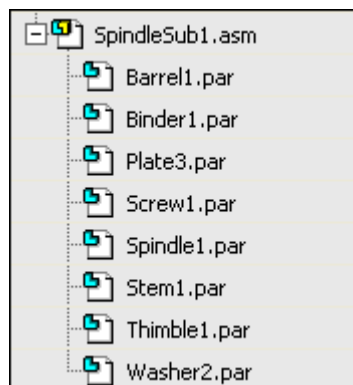 SpindleSub1.asm
Barrel1.par
Binder1.par
Plate3.par
Screw1.par
Spindle1.par
Stem1.par
Thimble1.par
Washer2.par